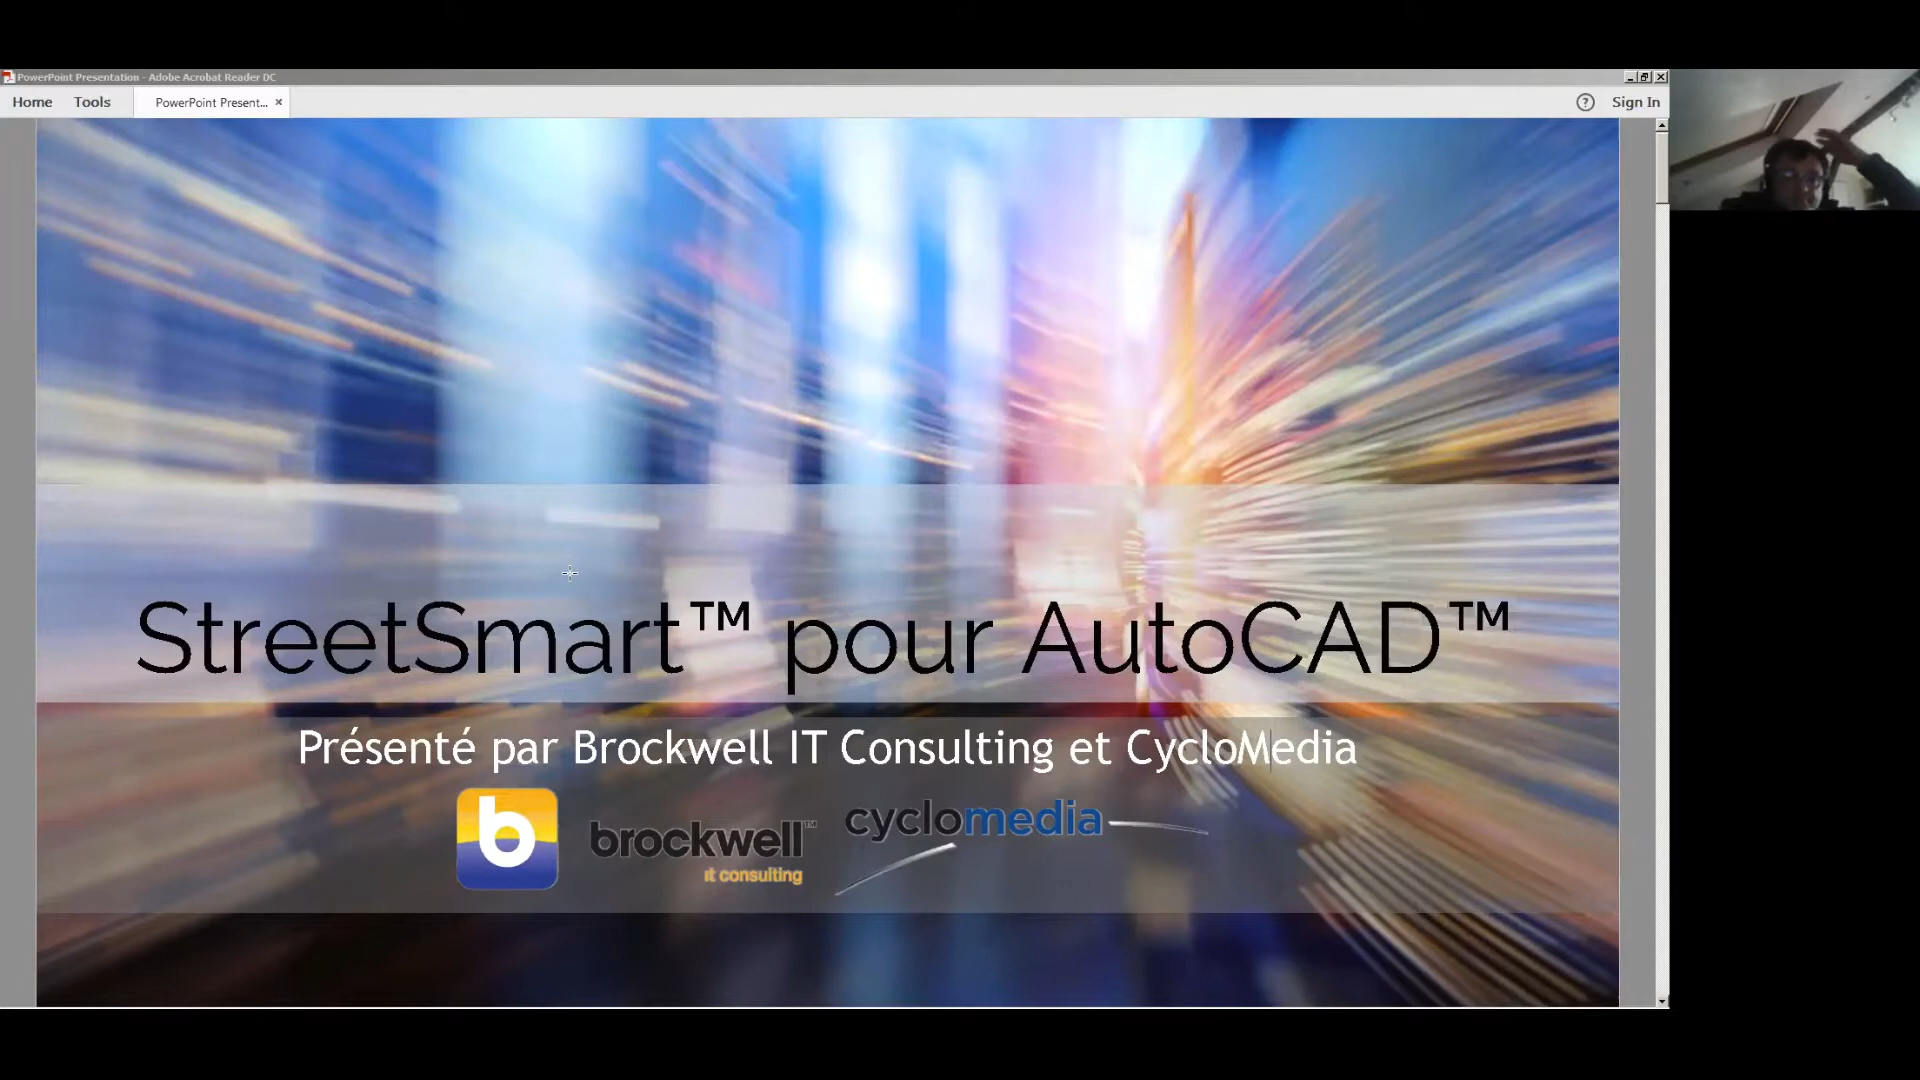 PowerPoint Presentation - Adobe Acrobat Reader DC
Home Tools PowerPoint Present... × ? Sign In
StreetSmart™ pour AutoCAD™
Présenté par Brockwell IT Consulting et CycloMedia
b brockwell™ cyclomedia
it consulting